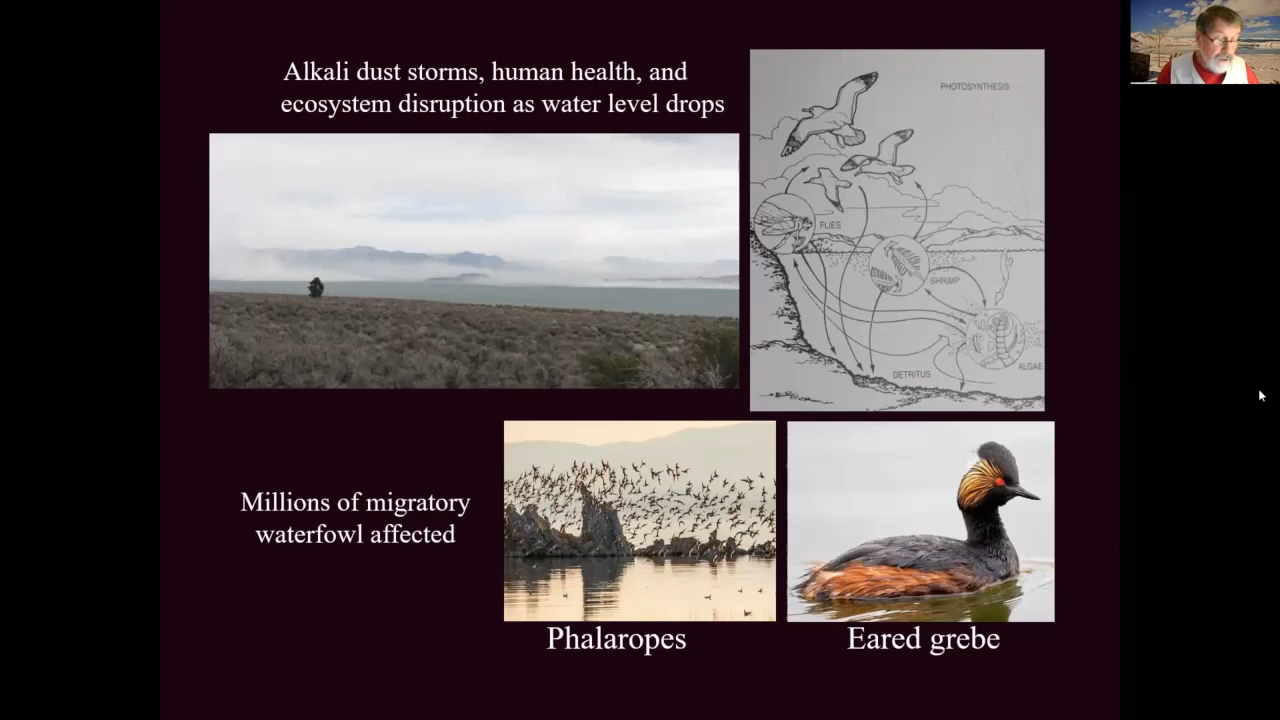 Alkali dust storms, human health, and
ecosystem disruption as water level drops
PHOTOSYNTHESIS
FLIES
SHRIMP
ALGAE
DETRITUS
Millions of migratory
waterfowl affected
Phalaropes
Eared grebe